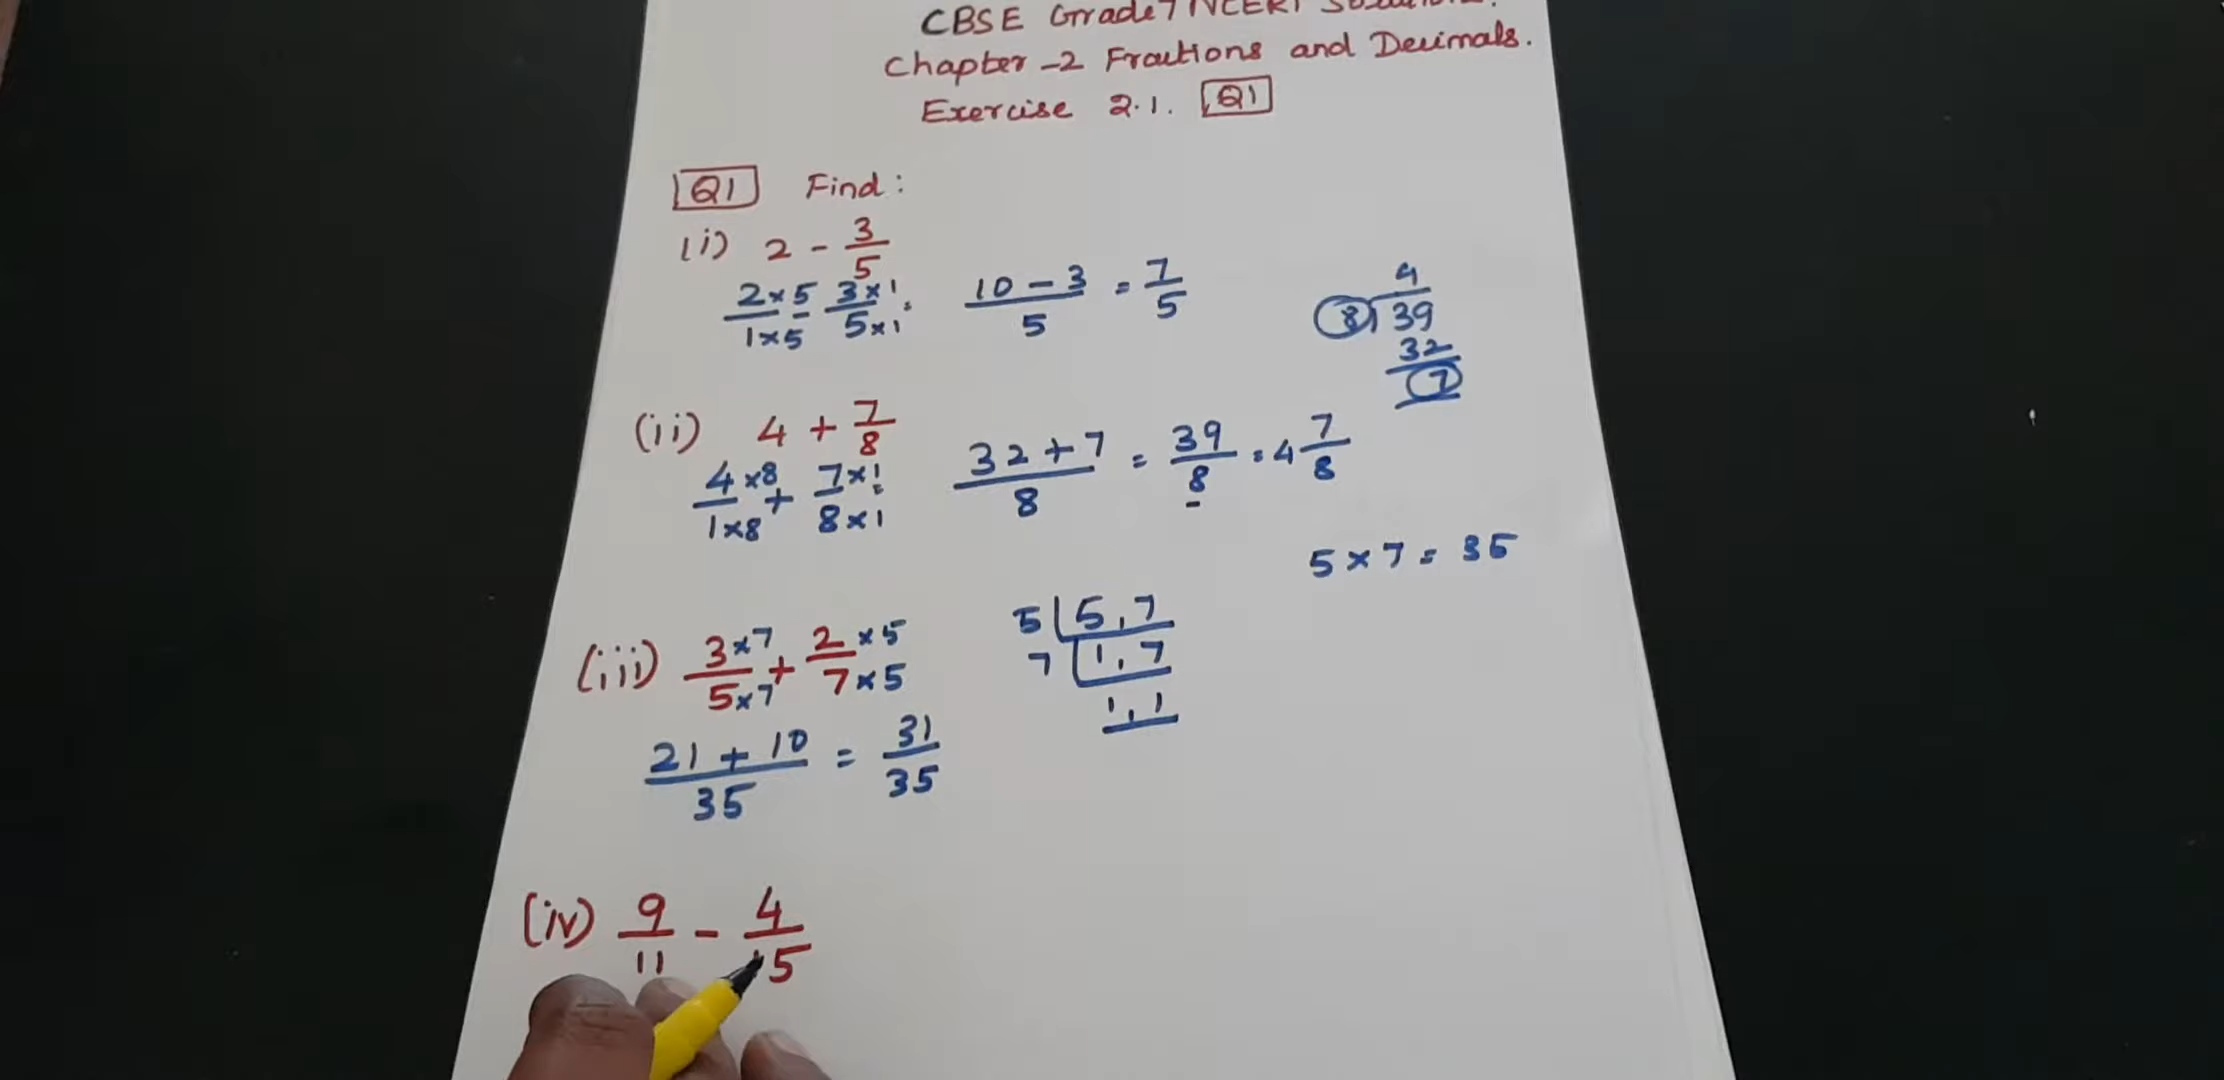 CBSE Grade 7 NCERT Solutions.
Chapter - 2 Fractions and Decimals.
Exercise 2.1. Q1
Q1 Find:
(i) 2 - 3/5
2×5/1×5 - 3×1/5×1 = 10 - 3/5 = 7/5
4
8)39
32
7
(ii) 4 + 7/8
4×8/1×8 + 7×1/8×1 = 32 + 7/8 = 39/8 = 4 7/8
5 × 7 = 35
(iii) 3×7/5×7 + 2×5/7×5
5 | 5, 7
7 | 1, 7
1, 1
21 + 10/35 = 31/35
(iv) 9/11 - 4/15